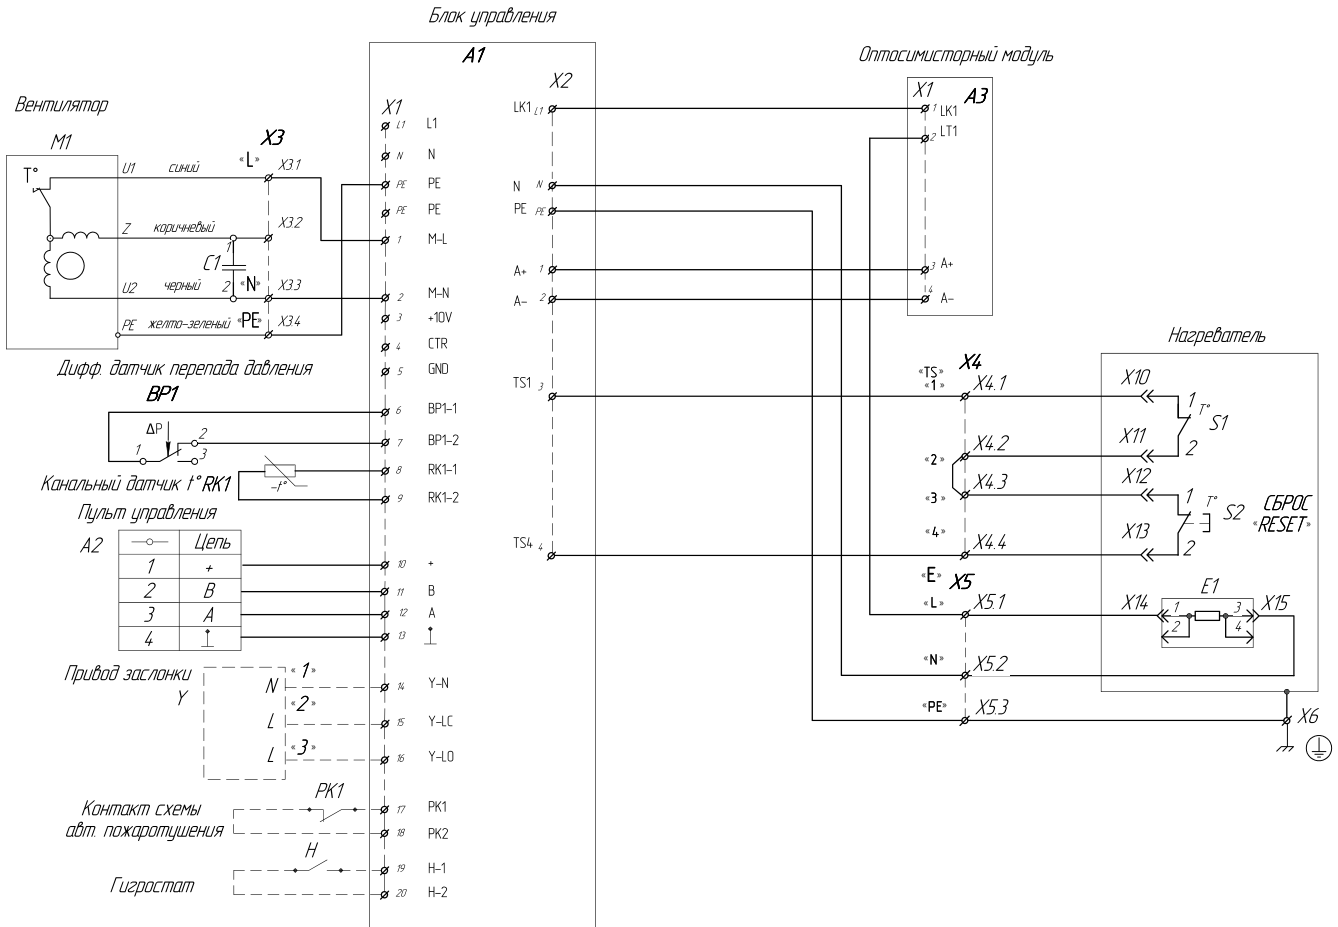 Блок управления
A1
X2
X1
L1 L1
N N
PE PE
PE PE
1 M-L
2 M-N
3 +10V
4 CTR
5 GND
6 BP1-1
7 BP1-2
8 RK1-1
9 RK1-2
10 +
11 B
12 A
13
14 Y-N
15 Y-LC
16 Y-LO
17 PK1
18 PK2
19 H-1
20 H-2
LK1 L1
N N
PE PE
A+ 1
A- 2
TS1 3
TS4 4
Вентилятор
M1
T°
X3
U1 синий «L» X3.1
Z коричневый X3.2
1
C1
2
U2 черный «N» X3.3
PE желто-зеленый «PE» X3.4
Дифф. датчик перепада давления
BP1
ΔP
1
2
3
Канальный датчик t° RK1
-t°
Пульт управления
A2
Цепь
1 +
2 B
3 A
4
Привод заслонки
Y
N «1»
L «2»
L «3»
PK1
Контакт схемы
авт. пожаротушения
H
Гигростат
Оптосимисторный модуль
X1
A3
1 LK1
2 LT1
3 A+
4 A-
Нагреватель
X4
«TS»
«1» X4.1
«2» X4.2
«3» X4.3
«4» X4.4
«E» X5
«L» X5.1
«N» X5.2
«PE» X5.3
X10
1
T°
S1
X11
2
X12
1
T°
S2
СБРОС
«RESET»
X13
2
E1
X14
1
2
3
4
X15
X6